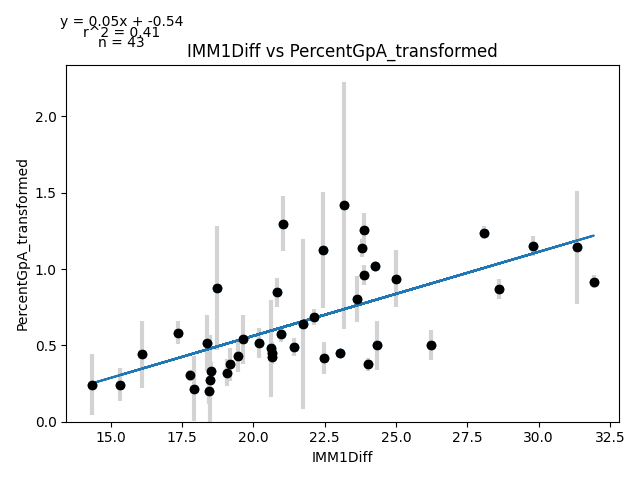 y = 0.05x + -0.54
r^2 = 0.41
n = 43
IMM1Diff vs PercentGpA_transformed
PercentGpA_transformed
2.0
1.5
1.0
0.5
0.0
15.0 17.5 20.0 22.5 25.0 27.5 30.0 32.5
IMM1Diff